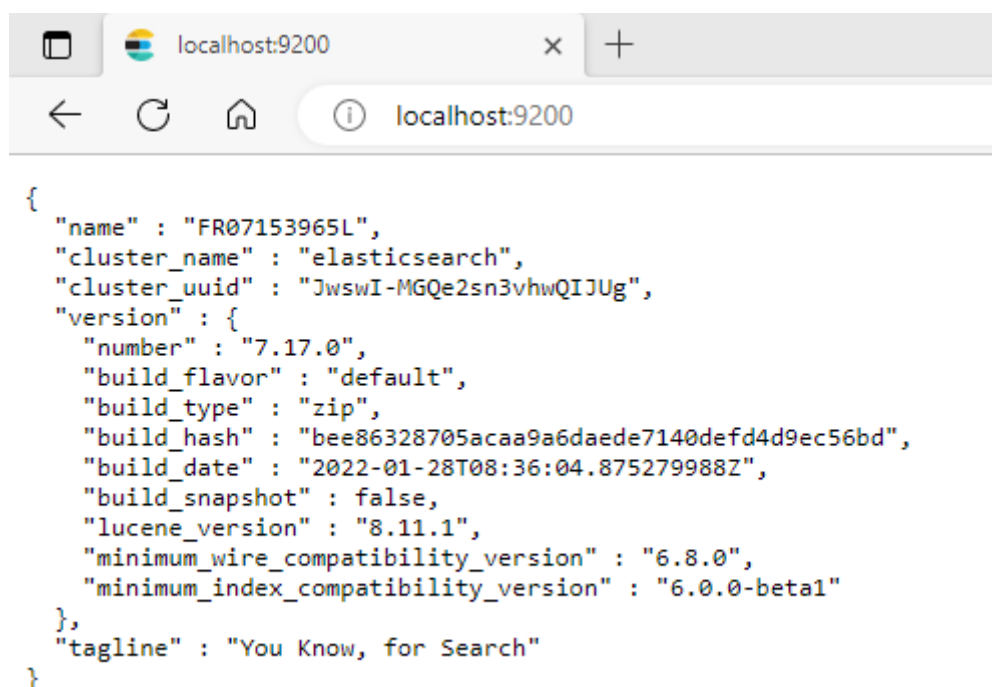 localhost:9200
localhost:9200
{
  "name" : "FR07153965L",
  "cluster_name" : "elasticsearch",
  "cluster_uuid" : "JwswI-MGQe2sn3vhwQIJUg",
  "version" : {
    "number" : "7.17.0",
    "build_flavor" : "default",
    "build_type" : "zip",
    "build_hash" : "bee86328705acaa9a6daede7140defd4d9ec56bd",
    "build_date" : "2022-01-28T08:36:04.875279988Z",
    "build_snapshot" : false,
    "lucene_version" : "8.11.1",
    "minimum_wire_compatibility_version" : "6.8.0",
    "minimum_index_compatibility_version" : "6.0.0-beta1"
  },
  "tagline" : "You Know, for Search"
}